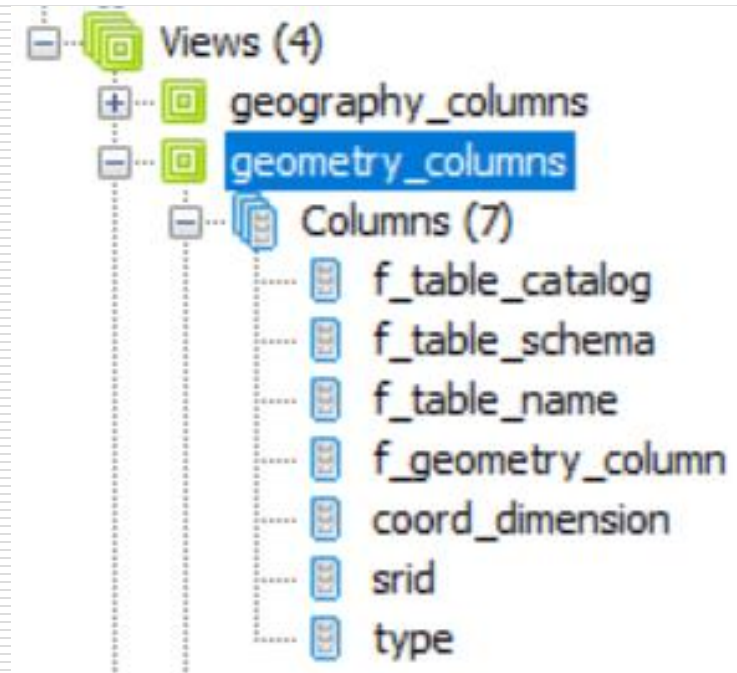 Views (4)
geography_columns
geometry_columns
Columns (7)
f_table_catalog
f_table_schema
f_table_name
f_geometry_column
coord_dimension
srid
type